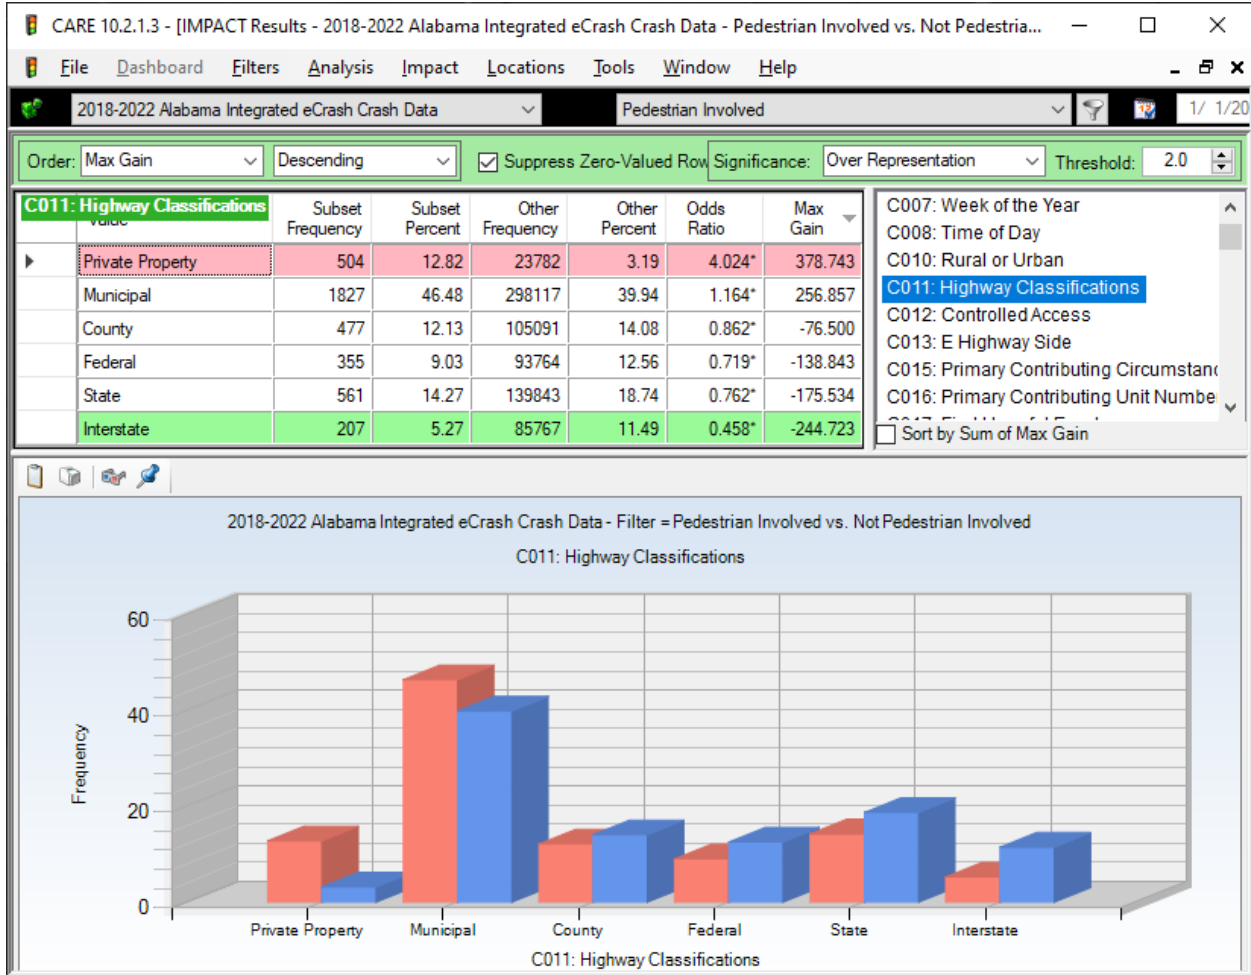 CARE 10.2.1.3 - [IMPACT Results - 2018-2022 Alabama Integrated eCrash Crash Data - Pedestrian Involved vs. Not Pedestria...
File Dashboard Filters Analysis Impact Locations Tools Window Help
2018-2022 Alabama Integrated eCrash Crash Data Pedestrian Involved 1/ 1/20
Order: Max Gain Descending Suppress Zero-Valued Row Significance: Over Representation Threshold: 2.0
C011: Highway Classifications Subset Frequency Subset Percent Other Frequency Other Percent Odds Ratio Max Gain
Private Property 504 12.82 23782 3.19 4.024* 378.743
Municipal 1827 46.48 298117 39.94 1.164* 256.857
County 477 12.13 105091 14.08 0.862* -76.500
Federal 355 9.03 93764 12.56 0.719* -138.843
State 561 14.27 139843 18.74 0.762* -175.534
Interstate 207 5.27 85767 11.49 0.458* -244.723
C007: Week of the Year
C008: Time of Day
C010: Rural or Urban
C011: Highway Classifications
C012: Controlled Access
C013: E Highway Side
C015: Primary Contributing Circumstanc
C016: Primary Contributing Unit Number
Sort by Sum of Max Gain
2018-2022 Alabama Integrated eCrash Crash Data - Filter = Pedestrian Involved vs. Not Pedestrian Involved
C011: Highway Classifications
Frequency
60
40
20
0
Private Property Municipal County Federal State Interstate
C011: Highway Classifications